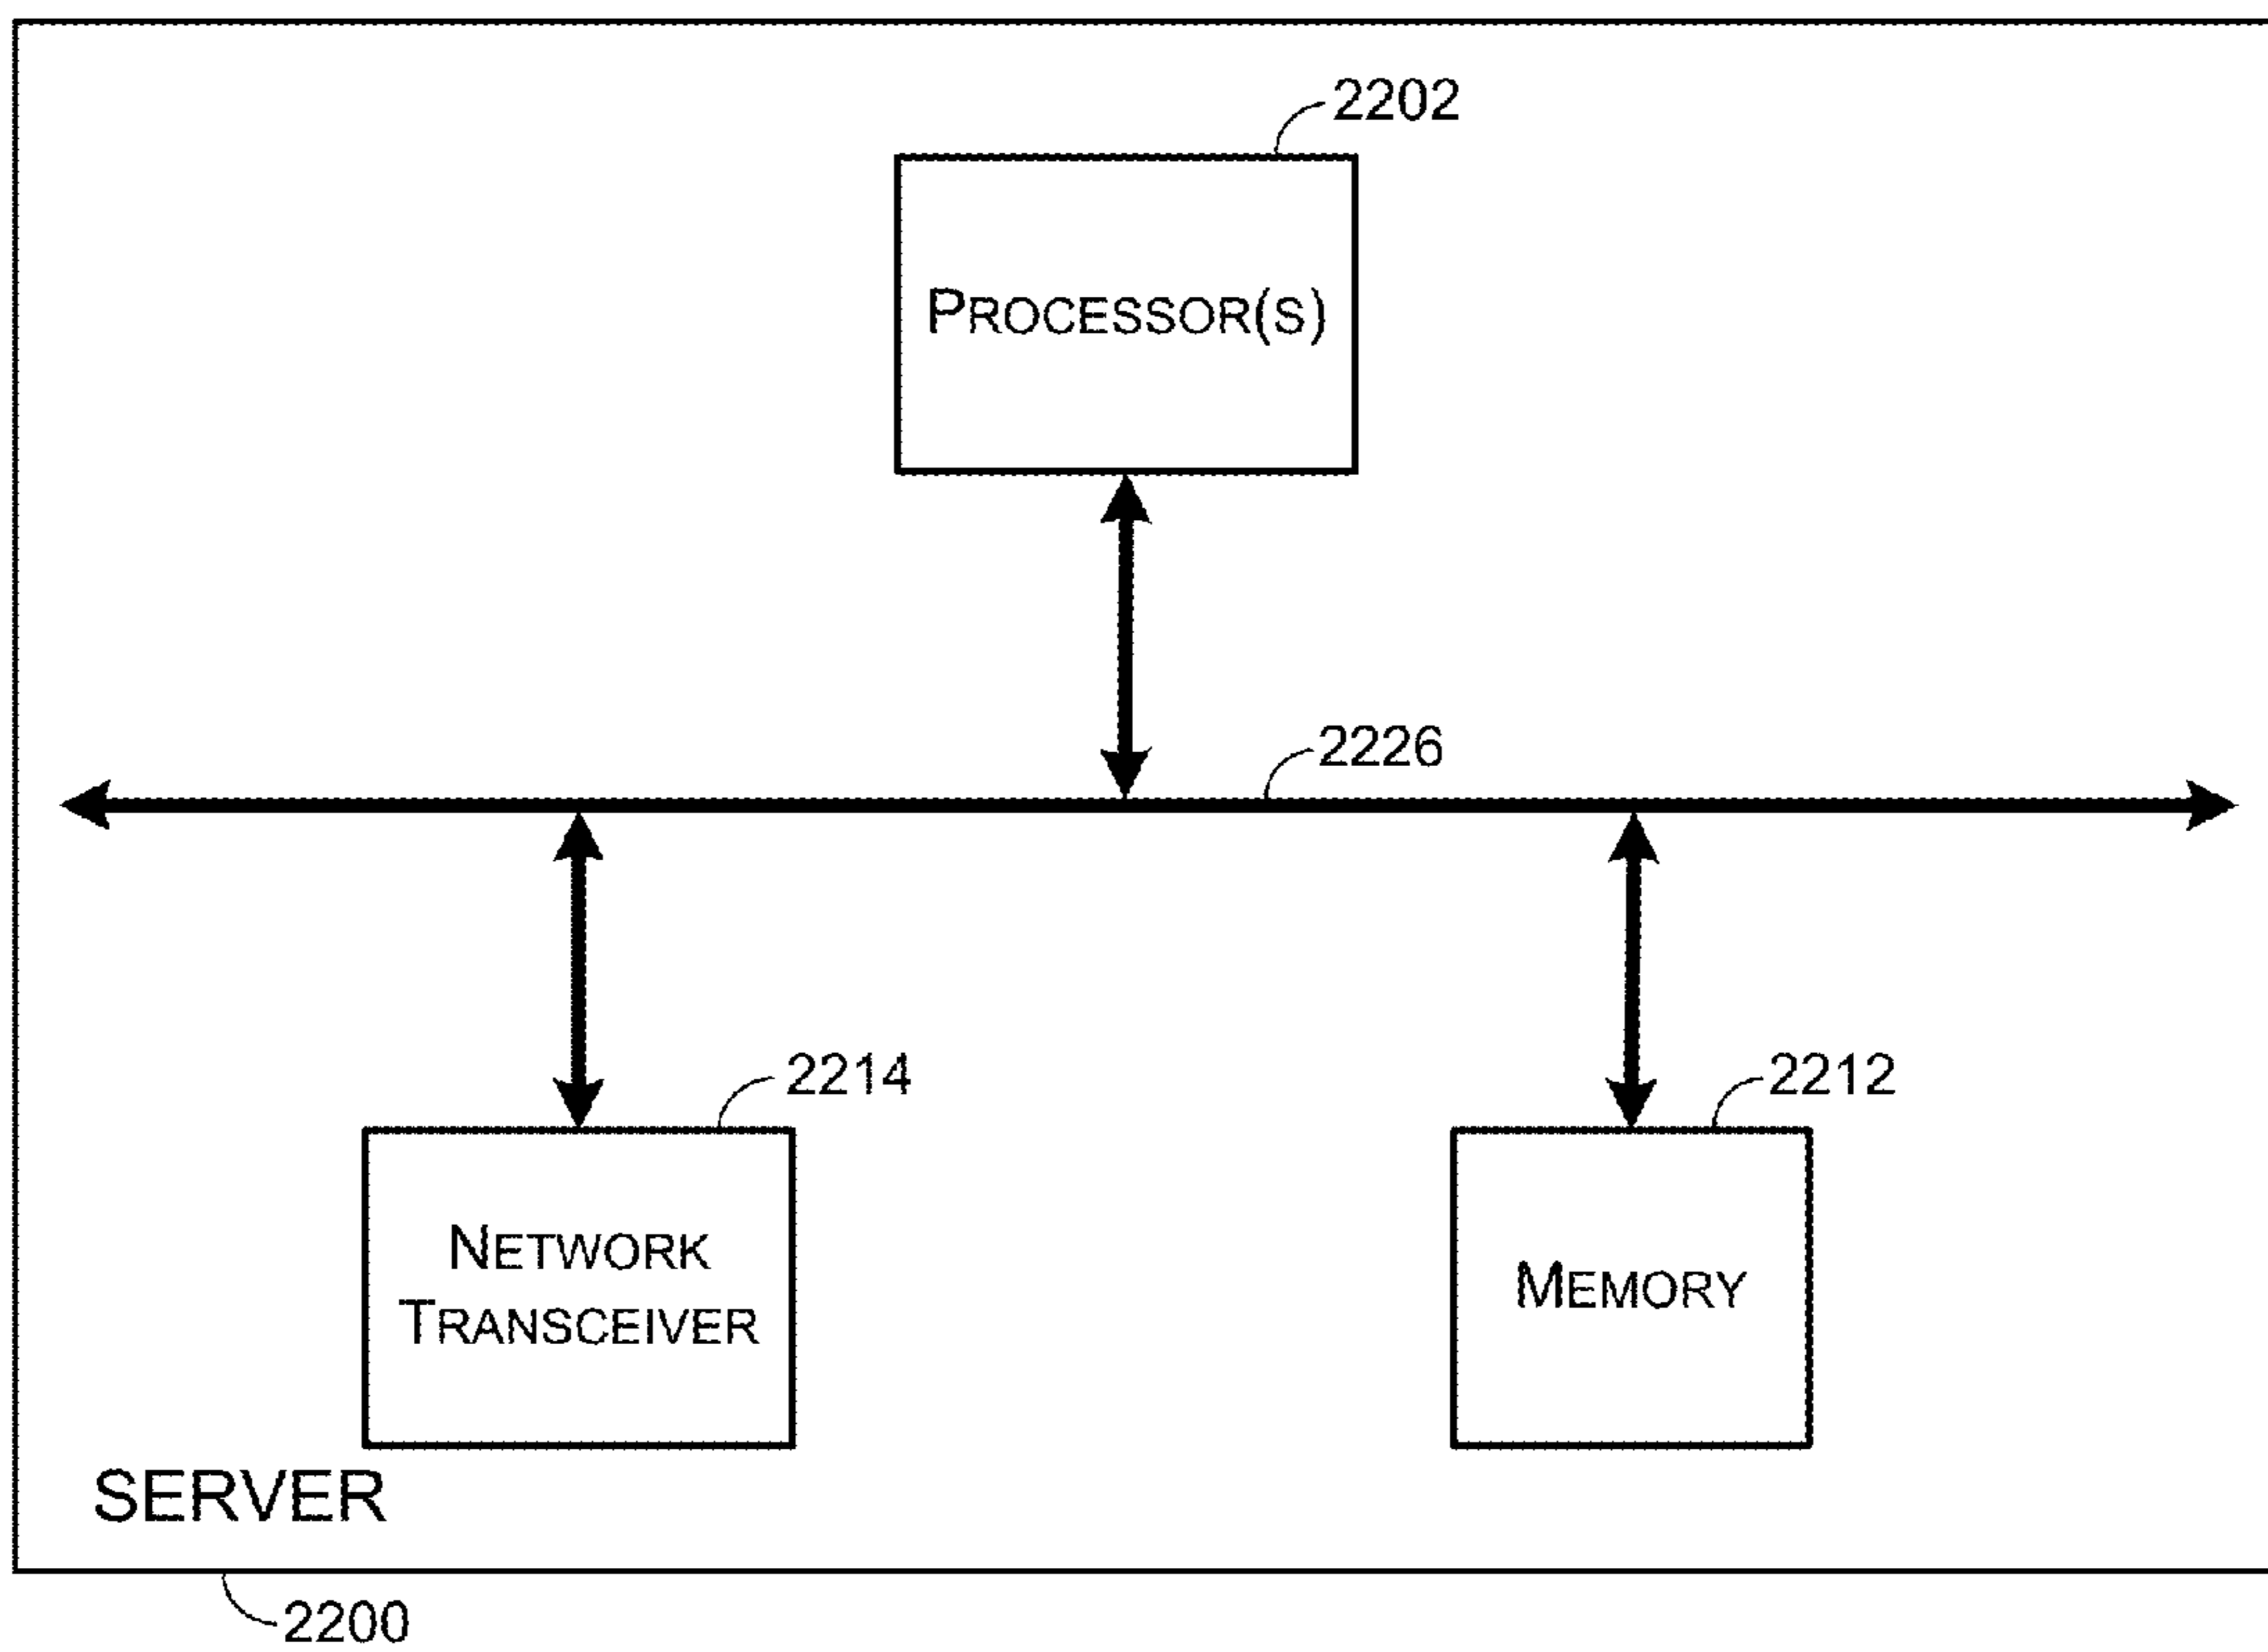 2202
PROCESSOR(S)
2226
2214
2212
NETWORK
TRANSCEIVER
MEMORY
SERVER
2200